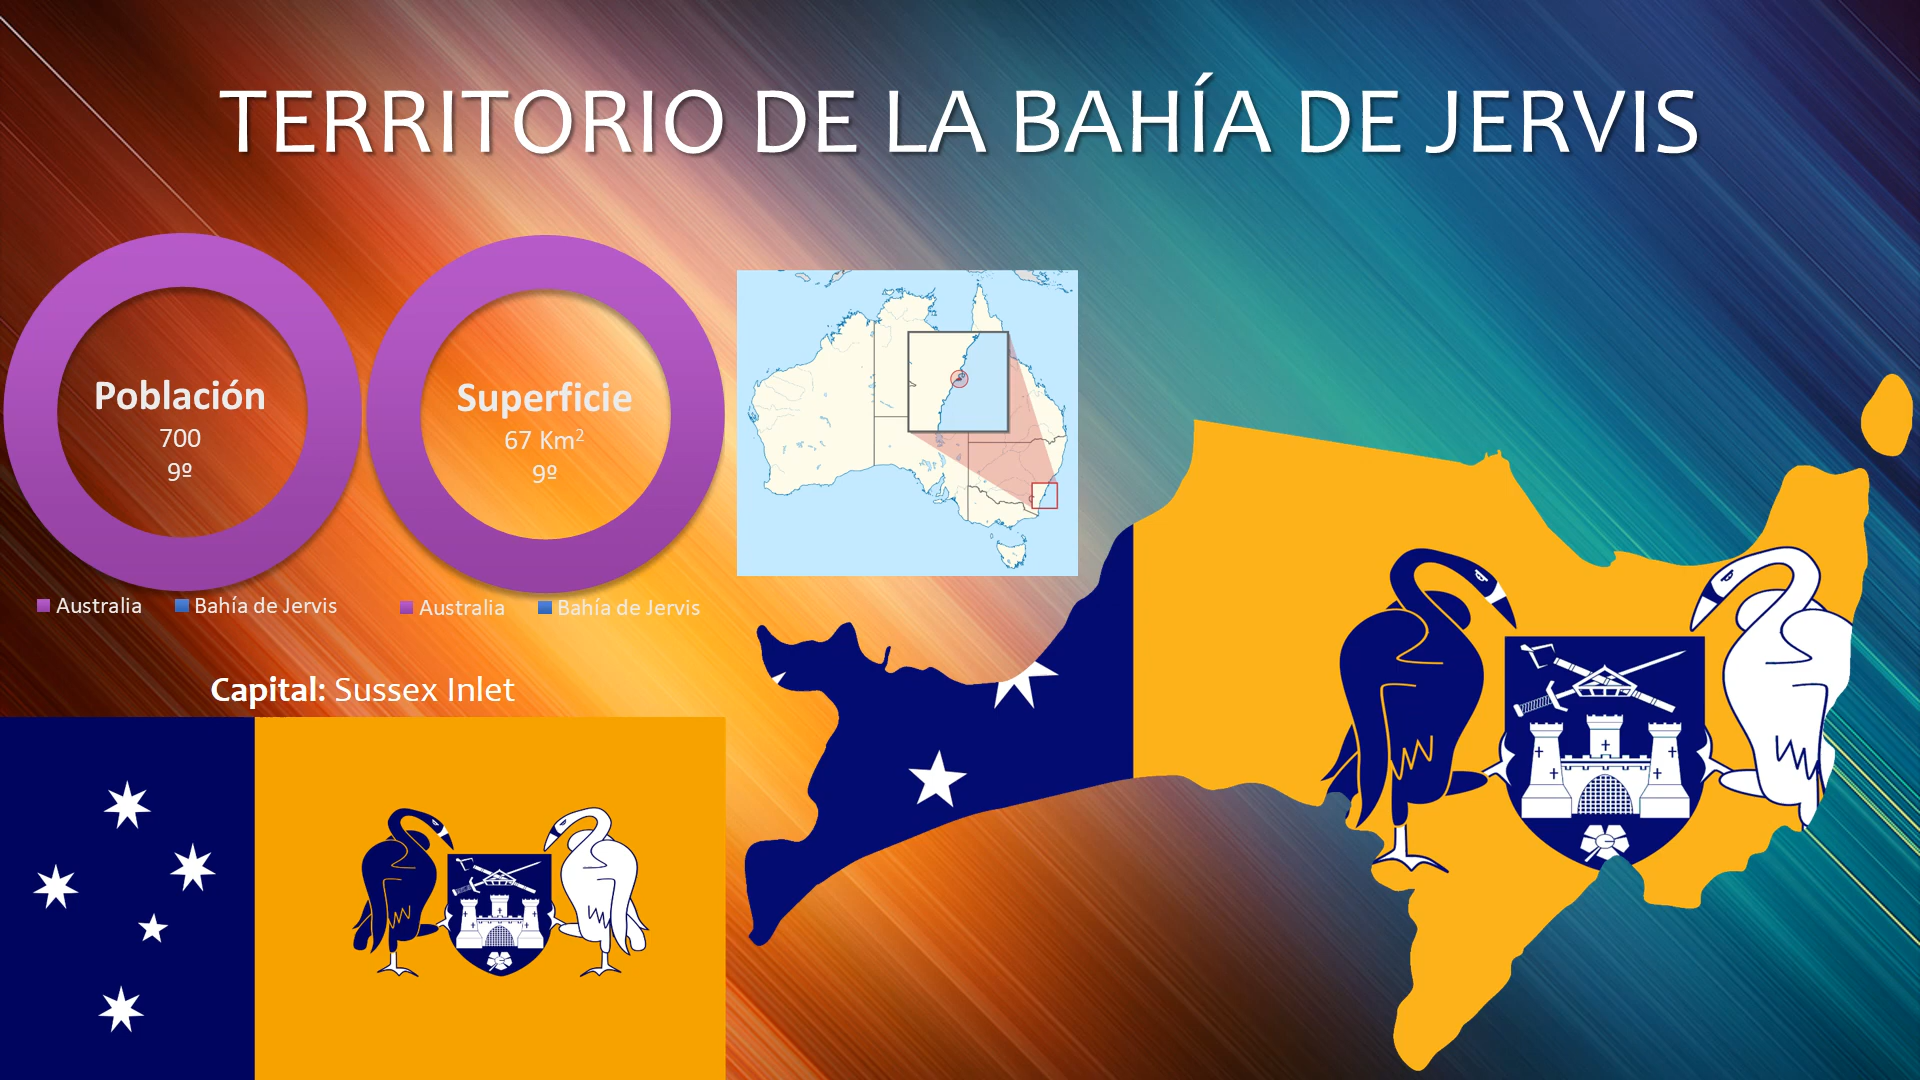 TERRITORIO DE LA BAHÍA DE JERVIS
Población
700
9º
Australia
Bahía de Jervis
Superficie
67 Km²
9º
Australia
Bahía de Jervis
Capital: Sussex Inlet